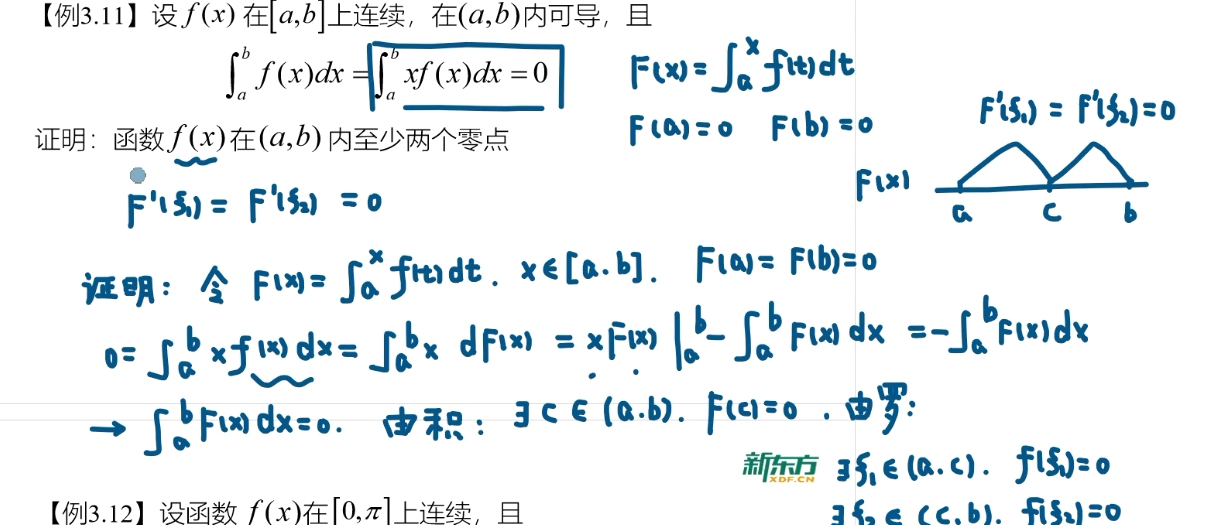 【例3.11】设 f(x) 在[a,b]上连续，在(a,b)内可导，且
∫_a^b f(x)dx = ∫_a^b xf(x)dx = 0
F(x) = ∫_a^x f(t)dt
F(a)=0 F(b)=0
F'(ξ₁) = F'(ξ₂)=0
证明：函数 f(x) 在(a,b) 内至少两个零点
F(x)
a c b
F'(ξ₁) = F'(ξ₂) = 0
证明：令 F(x) = ∫_a^x f(t)dt. x∈[a.b]. F(a) = F(b)=0
0= ∫_a^b xf(x)dx = ∫_a^b x dF(x) = xF(x) |_a^b - ∫_a^b F(x)dx = -∫_a^b F(x)dx
→ ∫_a^b F(x)dx=0. 由积：∃ c ∈ (a.b). F(c)=0 . 由罗：
新东方
XDF.CN
∃ξ₁∈(a.c). f(ξ₁)=0
∃ξ₂∈(c,b). f(ξ₂)=0
【例3.12】设函数 f(x)在[0,π]上连续，且